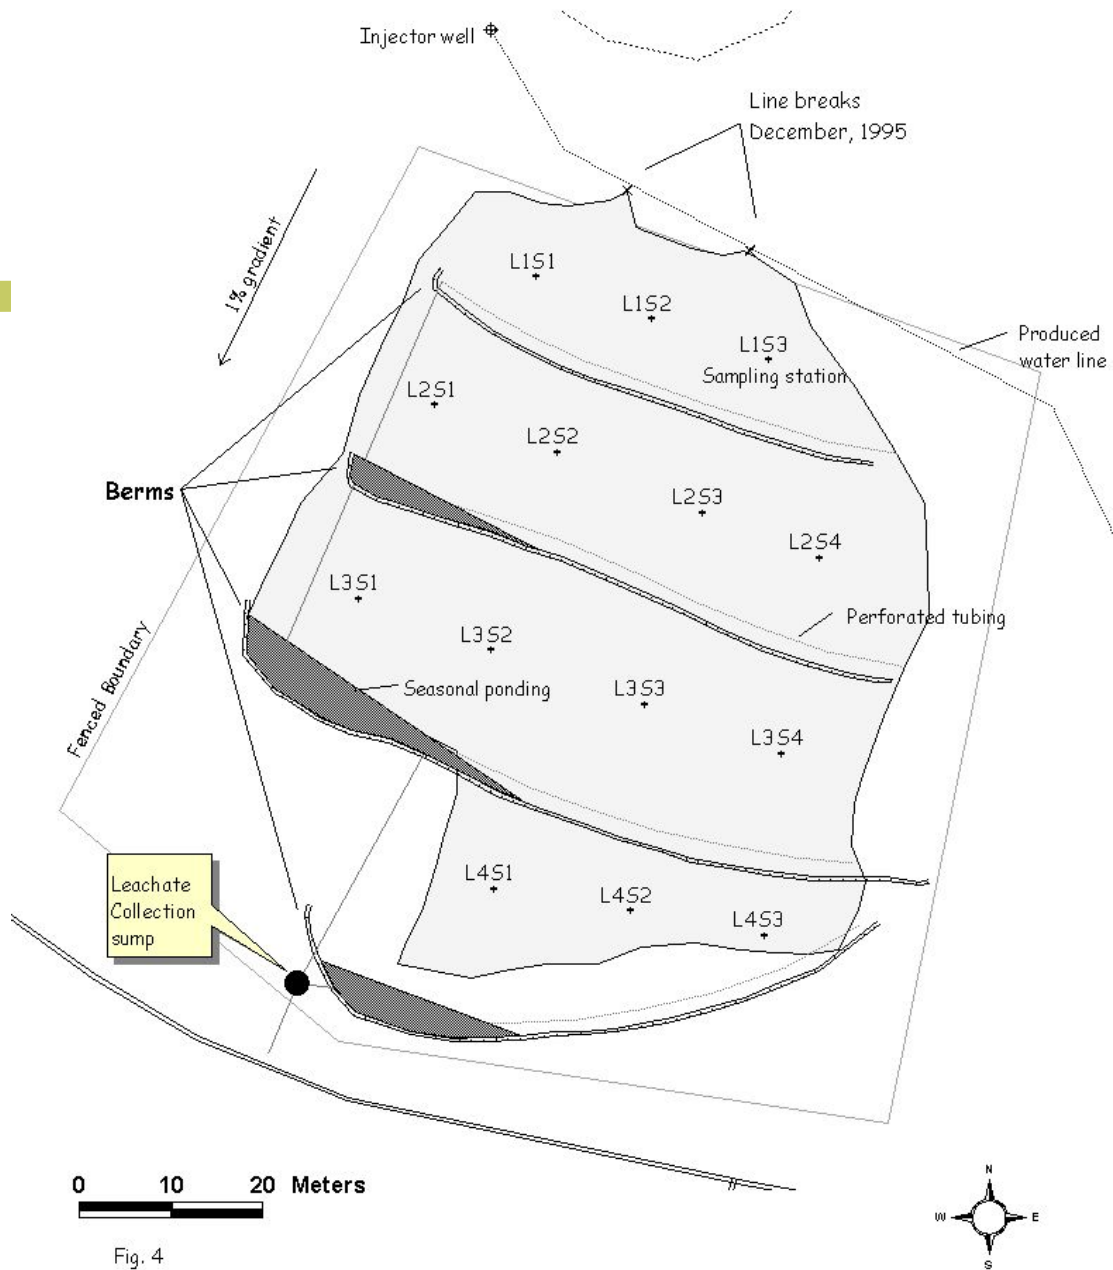 Injector well
Line breaks
December, 1995
1% gradient
L1S1
L1S2
L1S3
Sampling station
Produced
water line
L2S1
L2S2
L2S3
L2S4
Berms
L3S1
L3S2
L3S3
L3S4
Perforated tubing
Seasonal ponding
Fenced Boundary
Leachate
Collection
sump
L4S1
L4S2
L4S3
0 10 20 Meters
Fig. 4
N
W E
S